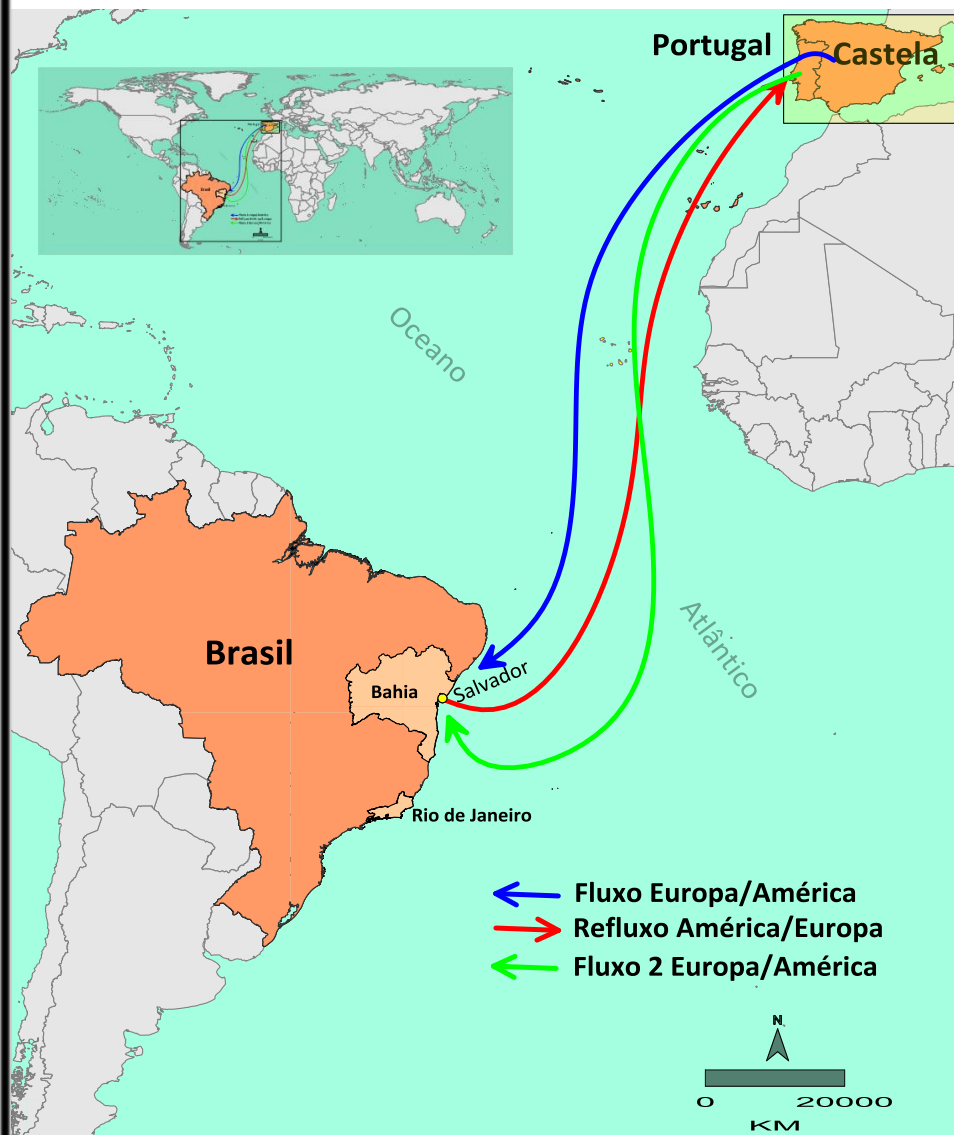 Portugal
Castela
Oceano
Atlântico
Brasil
Bahia
Salvador
Rio de Janeiro
Fluxo Europa/América
Refluxo América/Europa
Fluxo 2 Europa/América
N
0 20000
KM
Brasil